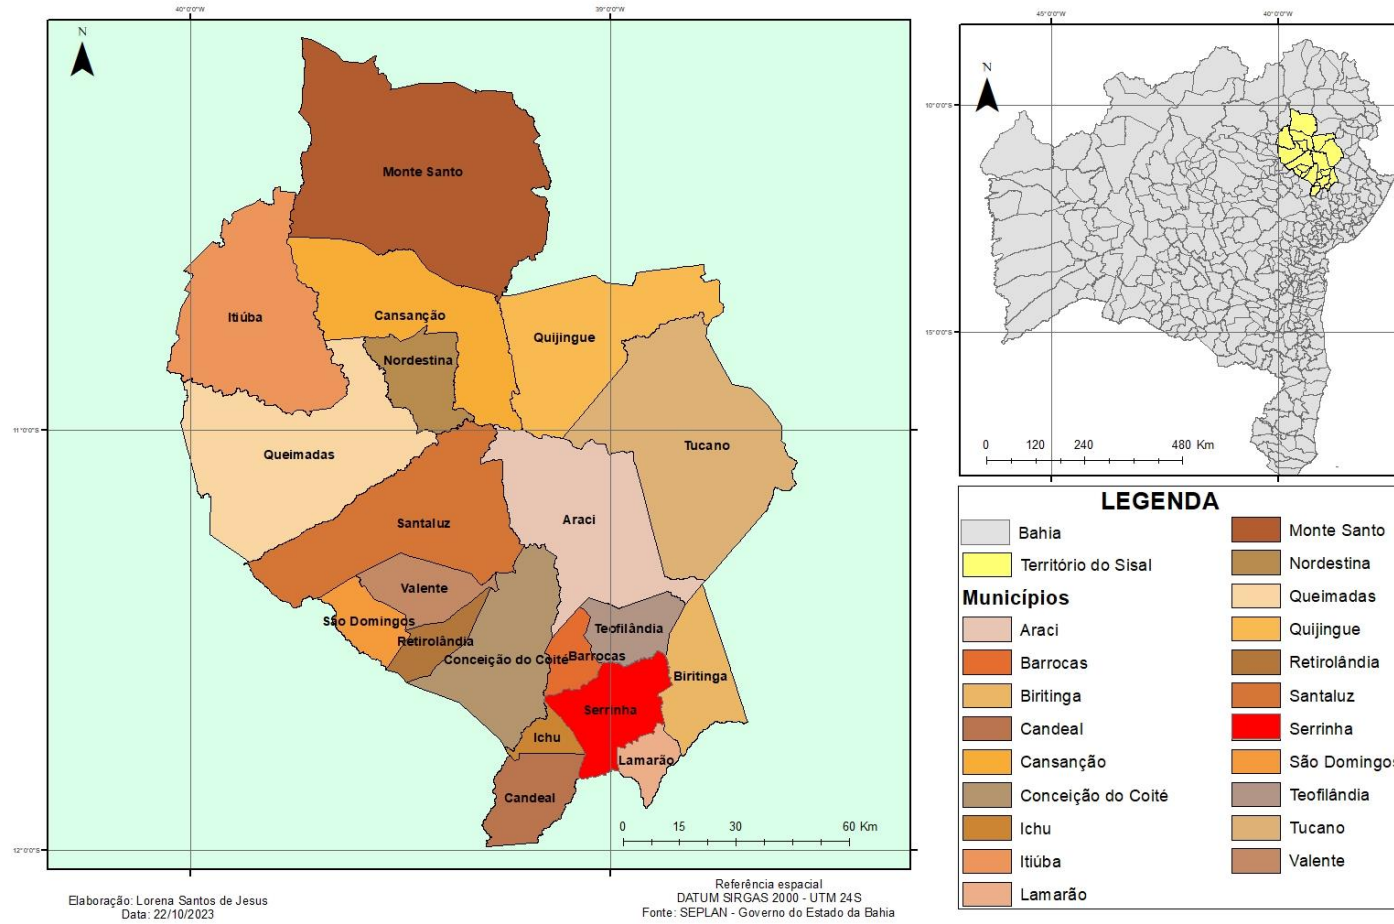 40°0'0"W
39°0'0"W
N
Monte Santo
Itiúba
Cansanção
Quijingue
Nordestina
Queimadas
Tucano
Santaluz
Araci
Valente
São Domingos
Retirolândia
Teofilândia
Conceição do Coité
Barrocas
Biritinga
Serrinha
Ichu
Lamarão
Candeal
11°0'0"S
12°0'0"S
0 15 30 60 Km
Elaboração: Lorena Santos de Jesus
Data: 22/10/2023
Referência espacial
DATUM SIRGAS 2000 - UTM 24S
Fonte: SEPLAN - Governo do Estado da Bahia
45°0'0"W
40°0'0"W
N
10°0'0"S
15°0'0"S
0 120 240 480 Km
LEGENDA
Bahia
Território do Sisal
Municípios
Araci
Barrocas
Biritinga
Candeal
Cansanção
Conceição do Coité
Ichu
Itiúba
Lamarão
Monte Santo
Nordestina
Queimadas
Quijingue
Retirolândia
Santaluz
Serrinha
São Domingos
Teofilândia
Tucano
Valente